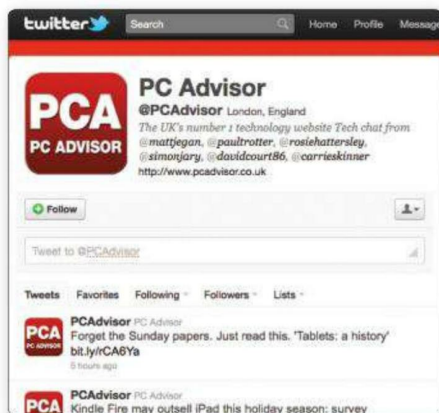 twitter Search Home Profile Message
PCA
PC ADVISOR
PC Advisor
@PCAdvisor London, England
The UK's number 1 technology website Tech chat from
@mattjegan, @paultrotter, @rosiehattersley,
@simonjary, @davidcourt86, @carrieskinner
http://www.pcadvisor.co.uk
Follow
Tweet to @PCAdvisor
Tweets Favorites Following Followers Lists
PCA
PC ADVISOR
PCAdvisor PC Advisor
Forget the Sunday papers. Just read this. 'Tablets: a history'
bit.ly/rCA6Ya
5 hours ago
PCA
PCAdvisor PC Advisor
Kindle Fire may outsell iPad this holiday season: survey